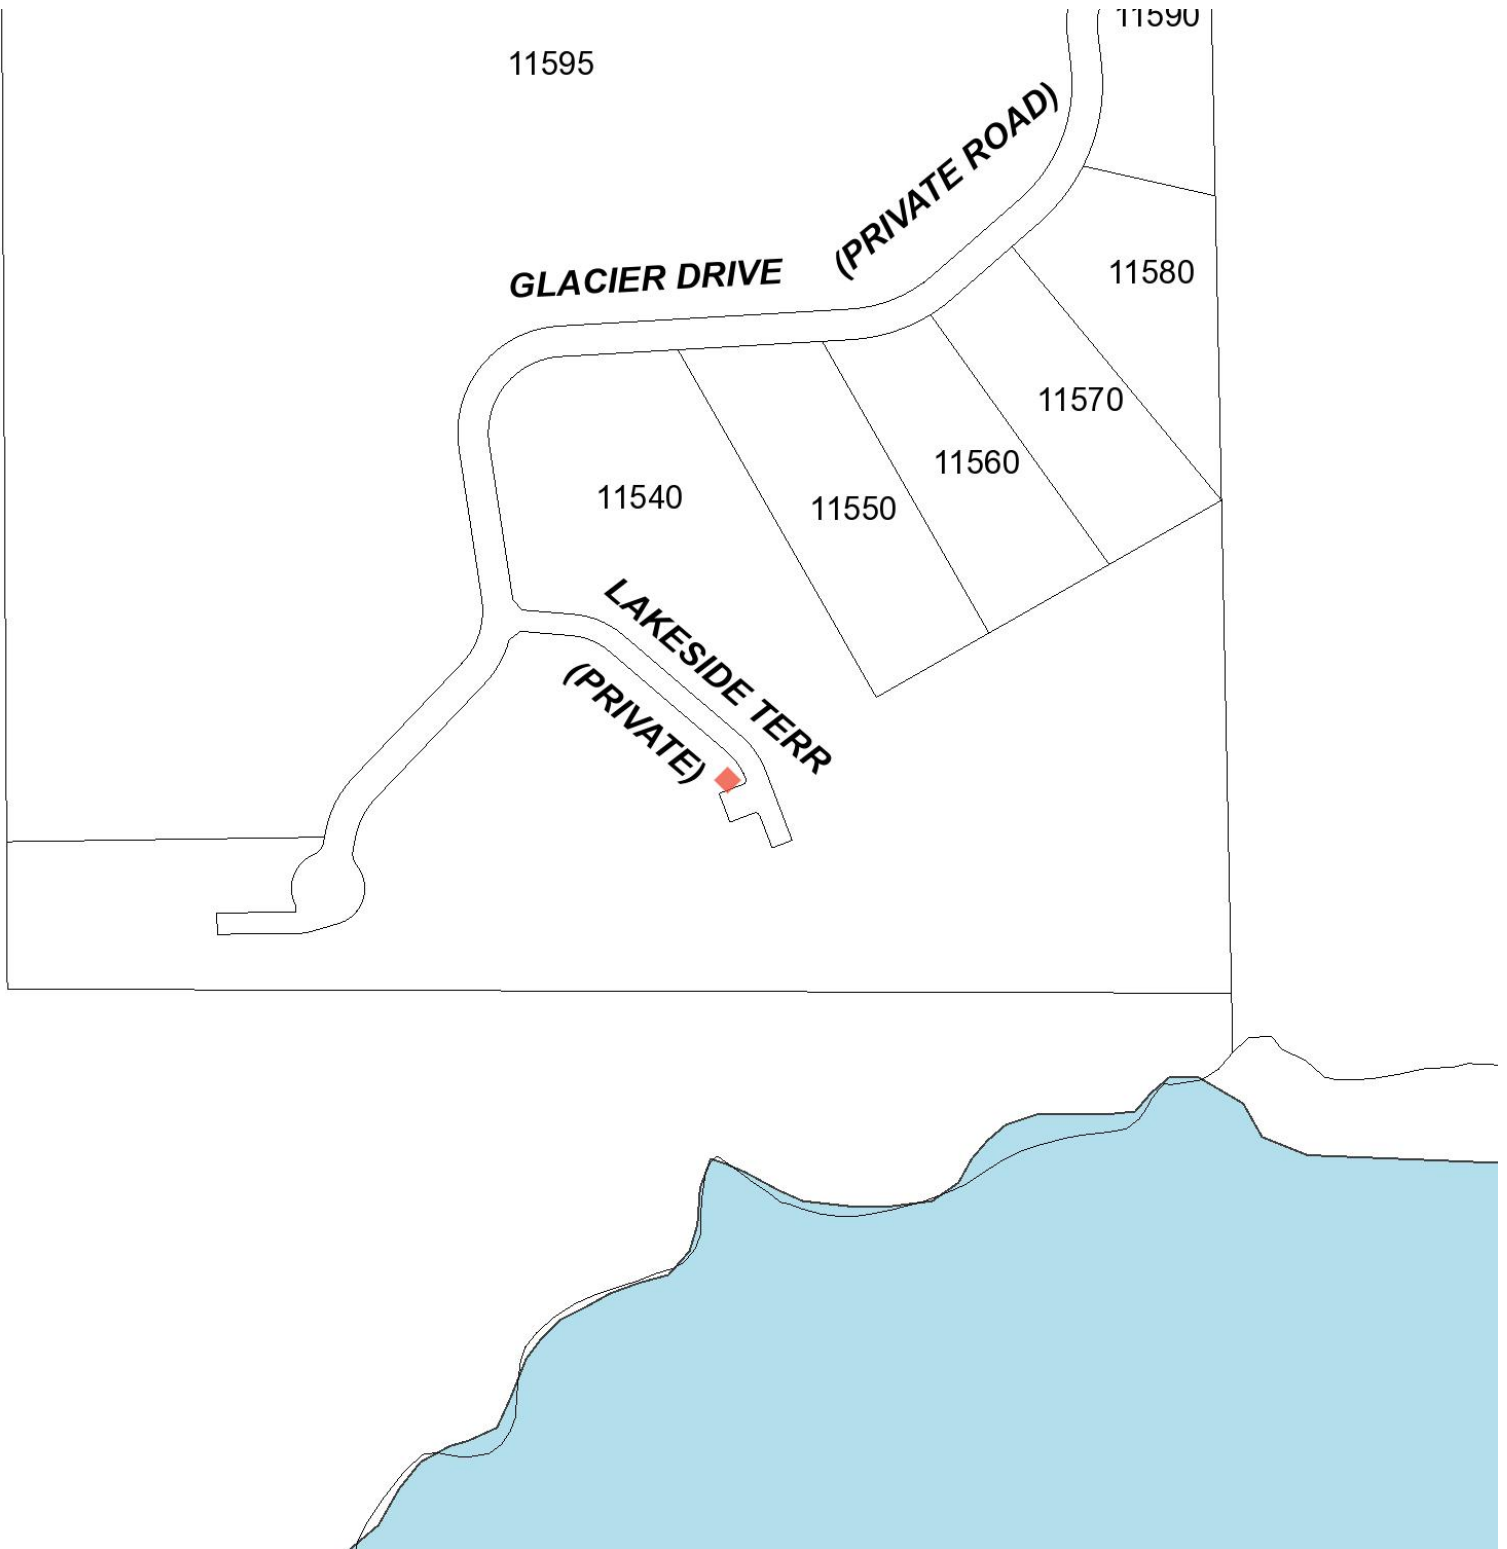 11590
11595
(PRIVATE ROAD)
GLACIER DRIVE
11580
11570
11560
11540
11550
LAKESIDE TERR
(PRIVATE)